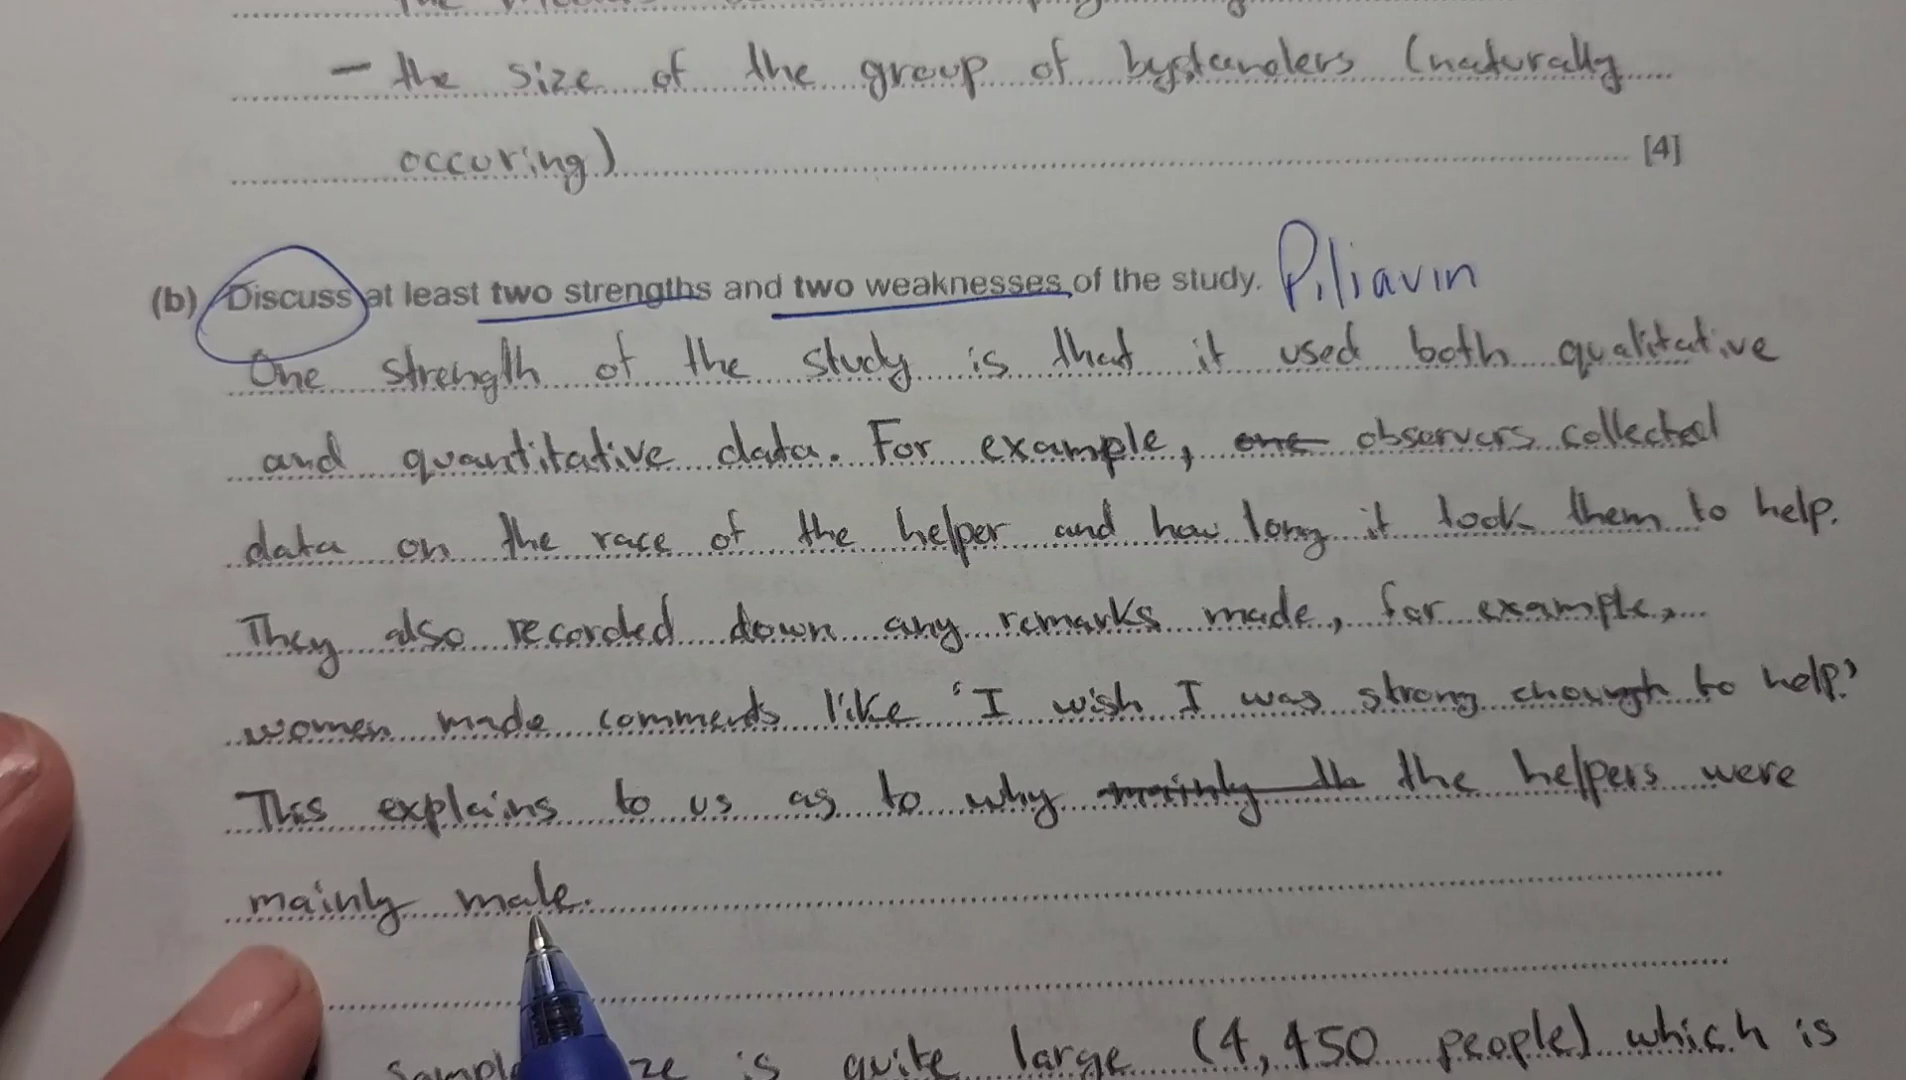 - the size of the group of bystanders (naturally
occuring) [4]
(b) Discuss at least two strengths and two weaknesses of the study. Piliavin
One strength of the study is that it used both qualitative
and quantitative data. For example, one observers collected
data on the race of the helper and how long it took them to help.
They also recorded down any remarks made, for example,
women made comments like 'I wish I was strong enough to help.'
This explains to us as to why mainly th the helpers were
mainly male.
is quite large (4,450 people) which is